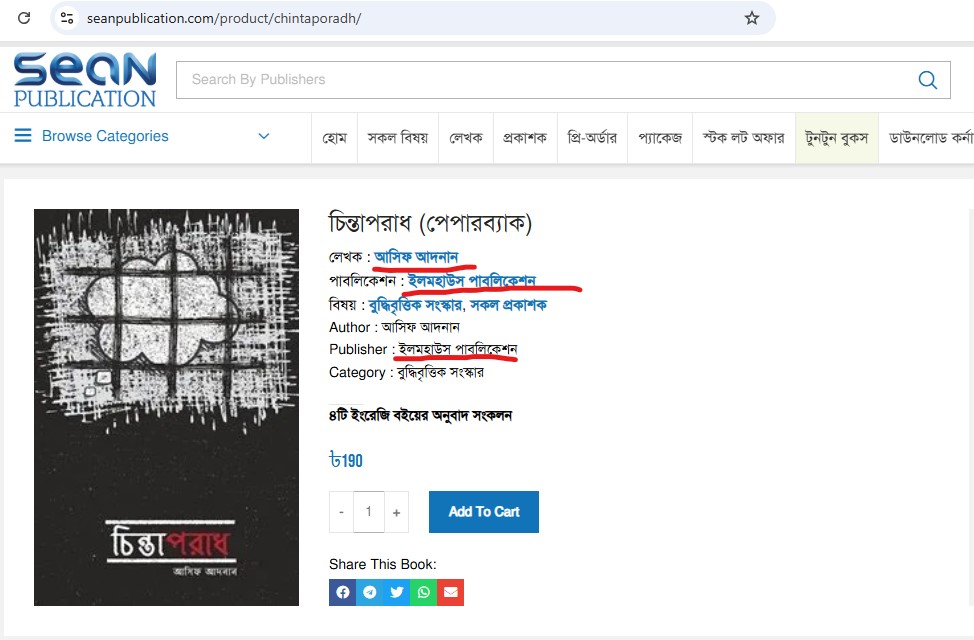 seanpublication.com/product/chintaporadh/
SEAN
PUBLICATION
Search By Publishers
Browse Categories
হোম
সকল বিষয়
লেখক
প্রকাশক
প্রি-অর্ডার
প্যাকেজ
স্টক লট অফার
টুনটুন বুকস
ডাউনলোড কর্না
চিন্তাপরাধ (পেপারব্যাক)
লেখক : আসিফ আদনান
পাবলিকেশন : ইলমহাউস পাবলিকেশন
বিষয় : বুদ্ধিবৃত্তিক সংস্কার, সকল প্রকাশক
Author : আসিফ আদনান
Publisher : ইলমহাউস পাবলিকেশন
Category : বুদ্ধিবৃত্তিক সংস্কার
৪টি ইংরেজি বইয়ের অনুবাদ সংকলন
৳190
- 1 +
Add To Cart
Share This Book:
চিন্তাপরাধ
আসিফ আদনান